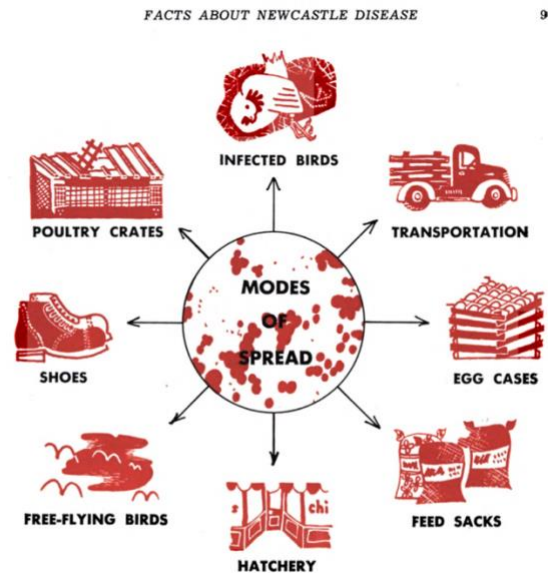 FACTS ABOUT NEWCASTLE DISEASE 9
INFECTED BIRDS
POULTRY CRATES
TRANSPORTATION
MODES
OF
SPREAD
SHOES
EGG CASES
FREE-FLYING BIRDS
FEED SACKS
chi
HATCHERY